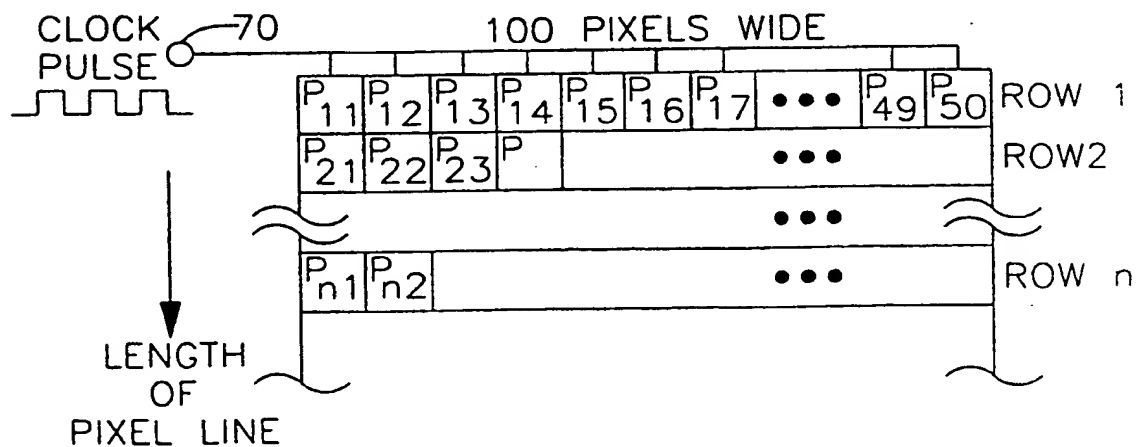 CLOCK PULSE
70
100 PIXELS WIDE
P11 P12 P13 P14 P15 P16 P17 ••• P49 P50 ROW 1
P21 P22 P23 P ••• ROW2
•••
Pn1 Pn2 ••• ROW n
LENGTH
OF
PIXEL LINE